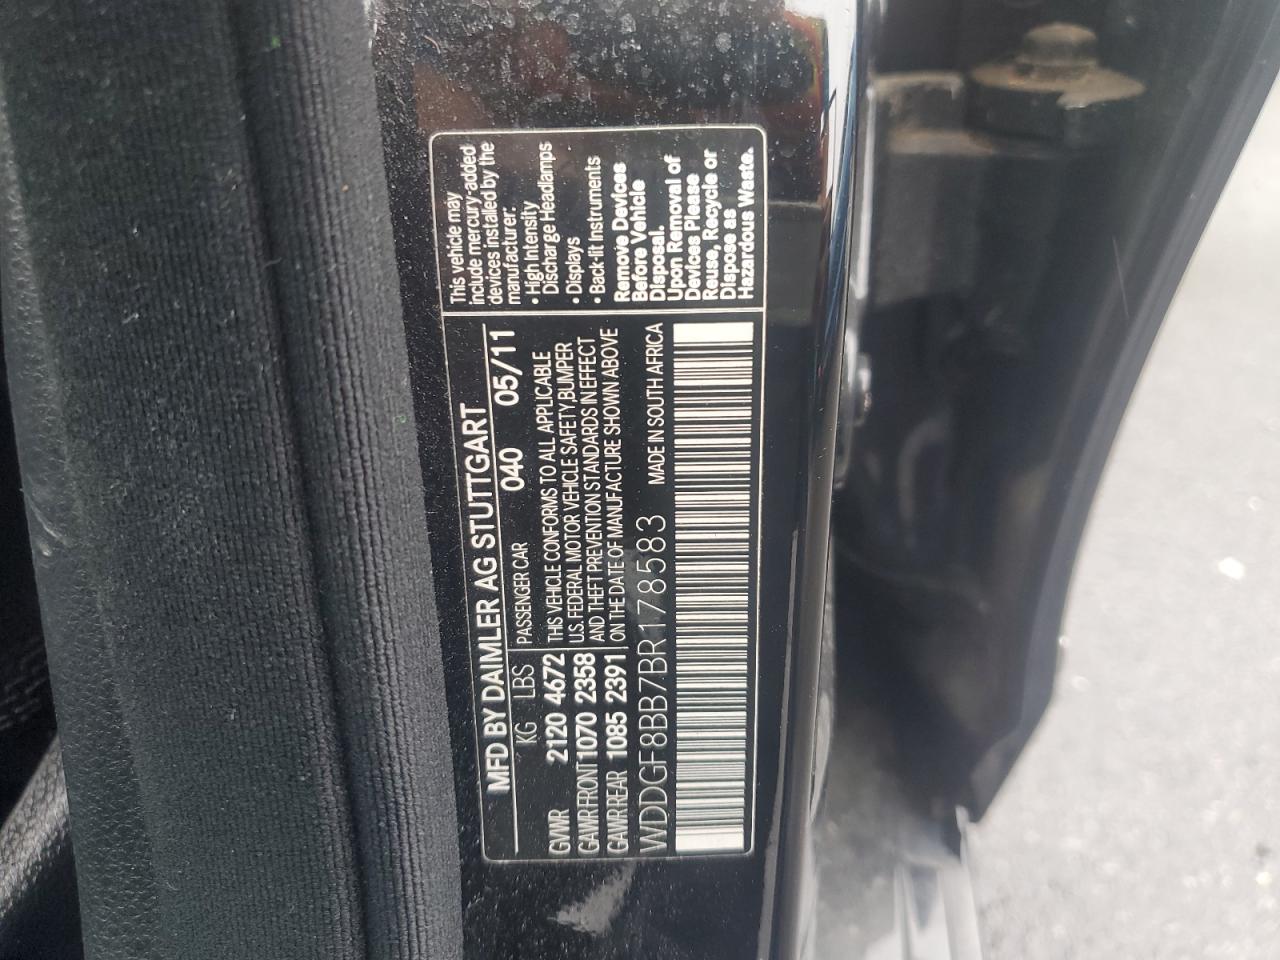 MFD BY DAIMLER AG STUTTGART
KG LBS PASSENGER CAR 040 05/11
GVWR 2120 4672
GAWR FRONT 1070 2358
GAWR REAR 1085 2391
THIS VEHICLE CONFORMS TO ALL APPLICABLE
U.S. FEDERAL MOTOR VEHICLE SAFETY, BUMPER
AND THEFT PREVENTION STANDARDS IN EFFECT
ON THE DATE OF MANUFACTURE SHOWN ABOVE
WDDGF8BB7BR178583 MADE IN SOUTH AFRICA
This vehicle may
include mercury-added
devices installed by the
manufacturer:
• High Intensity
Discharge Headlamps
• Displays
• Back-lit Instruments
Remove Devices
Before Vehicle
Disposal.
Upon Removal of
Devices Please
Reuse, Recycle or
Dispose as
Hazardous Waste.